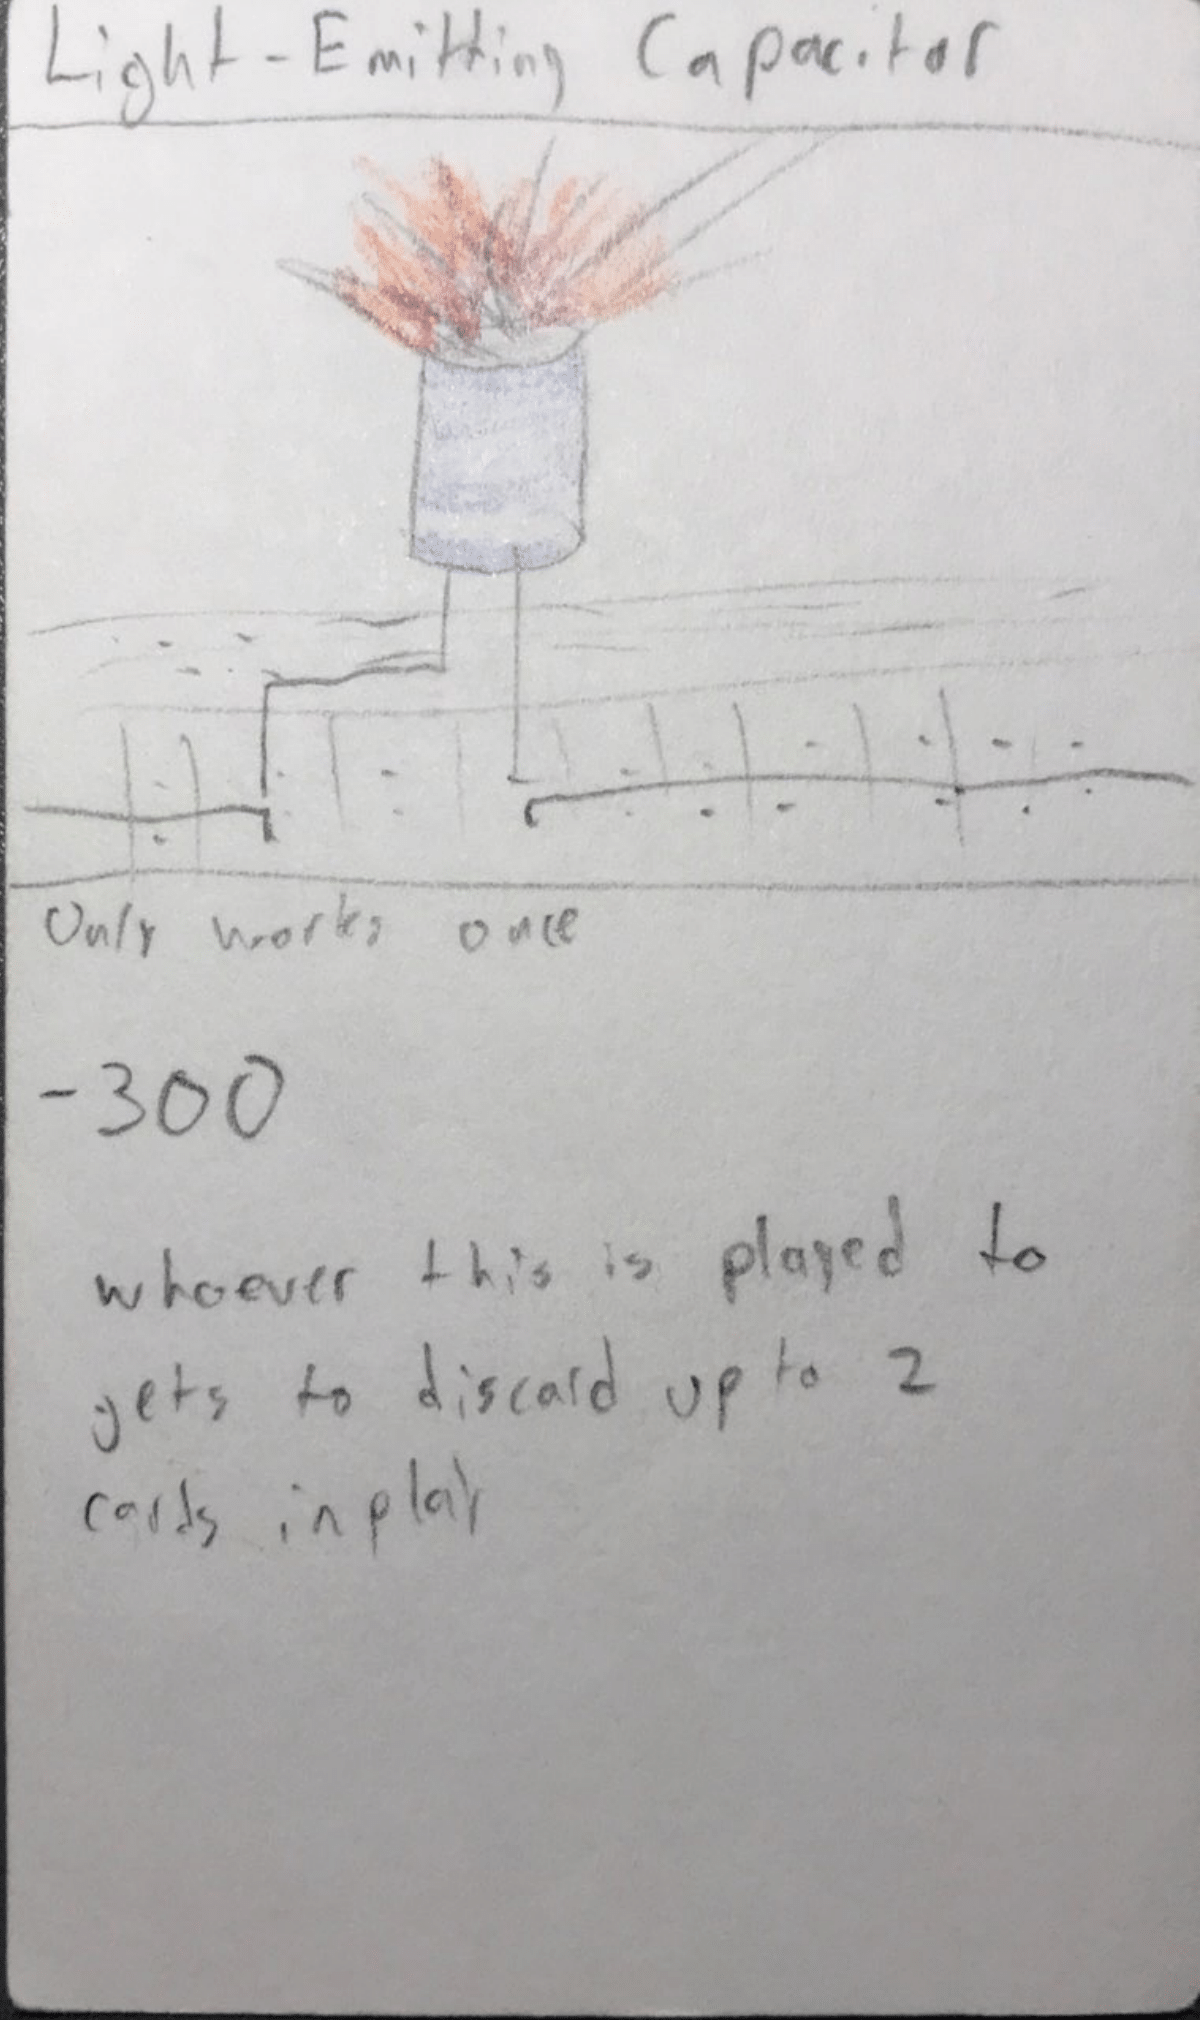 Light-Emitting Capacitor
Only works once
-300
whoever this is played to
gets to discard up to 2
cards in play